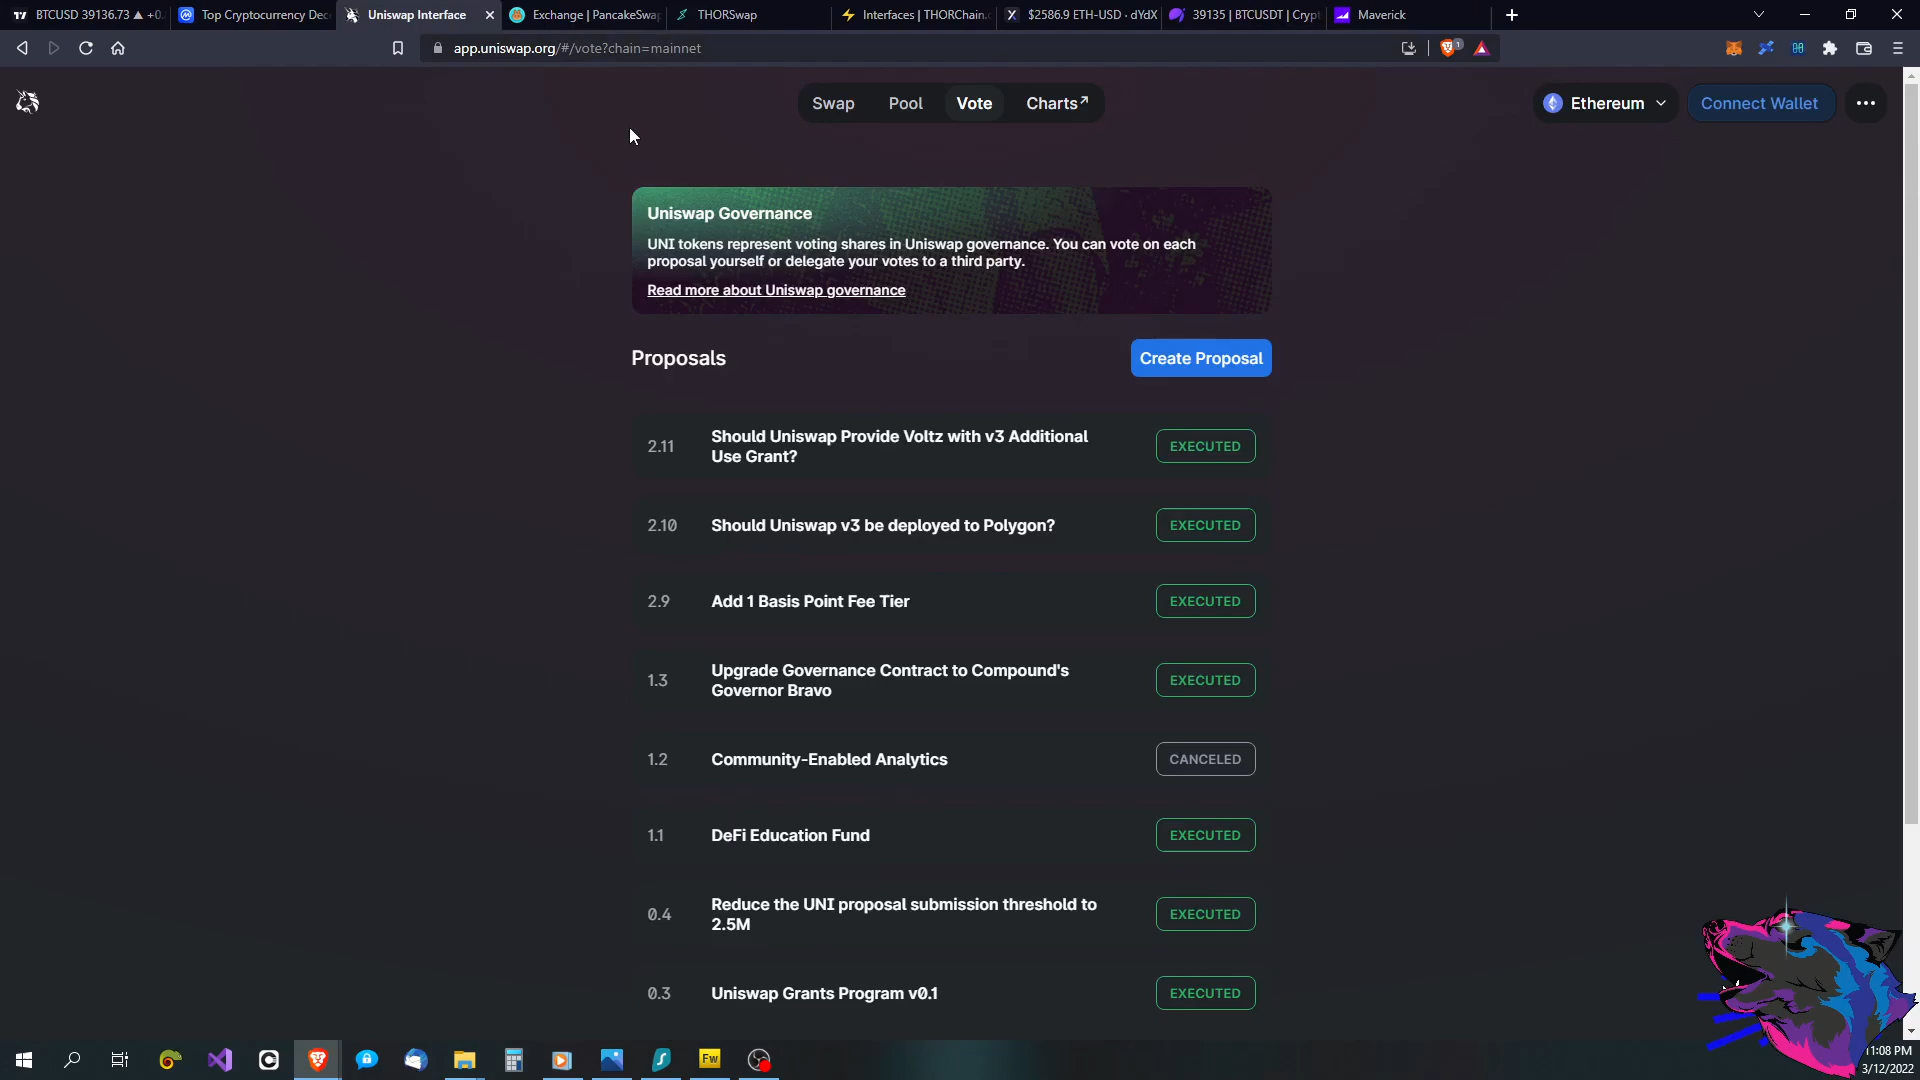 BTCUSD 39136.73 ▲ +0.
Top Cryptocurrency Dec
Uniswap Interface
Exchange | PancakeSwap
THORSwap
Interfaces | THORChain.
$2586.9 ETH-USD · dYdX
39135 | BTCUSDT | Crypt
Maverick
app.uniswap.org/#/vote?chain=mainnet
1
Swap
Pool
Vote
Charts↗
Ethereum
Connect Wallet
Uniswap Governance
UNI tokens represent voting shares in Uniswap governance. You can vote on each
proposal yourself or delegate your votes to a third party.
Read more about Uniswap governance
Proposals
Create Proposal
2.11
Should Uniswap Provide Voltz with v3 Additional
Use Grant?
EXECUTED
2.10
Should Uniswap v3 be deployed to Polygon?
EXECUTED
2.9
Add 1 Basis Point Fee Tier
EXECUTED
1.3
Upgrade Governance Contract to Compound's
Governor Bravo
EXECUTED
1.2
Community-Enabled Analytics
CANCELED
1.1
DeFi Education Fund
EXECUTED
0.4
Reduce the UNI proposal submission threshold to
2.5M
EXECUTED
0.3
Uniswap Grants Program v0.1
EXECUTED
Fw
11:08 PM
3/12/2022